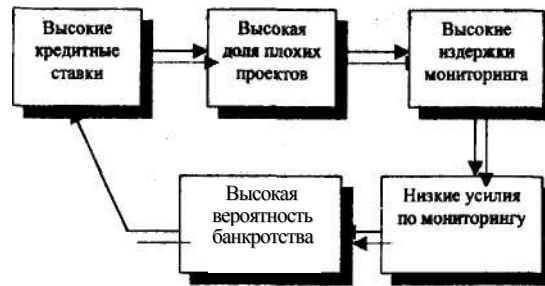 Высокие
кредитные
ставки
Высокая
доля плохих
проектов
Высокие
издержки
мониторинга
Низкие усилия
по мониторингу
Высокая
вероятность
банкротства